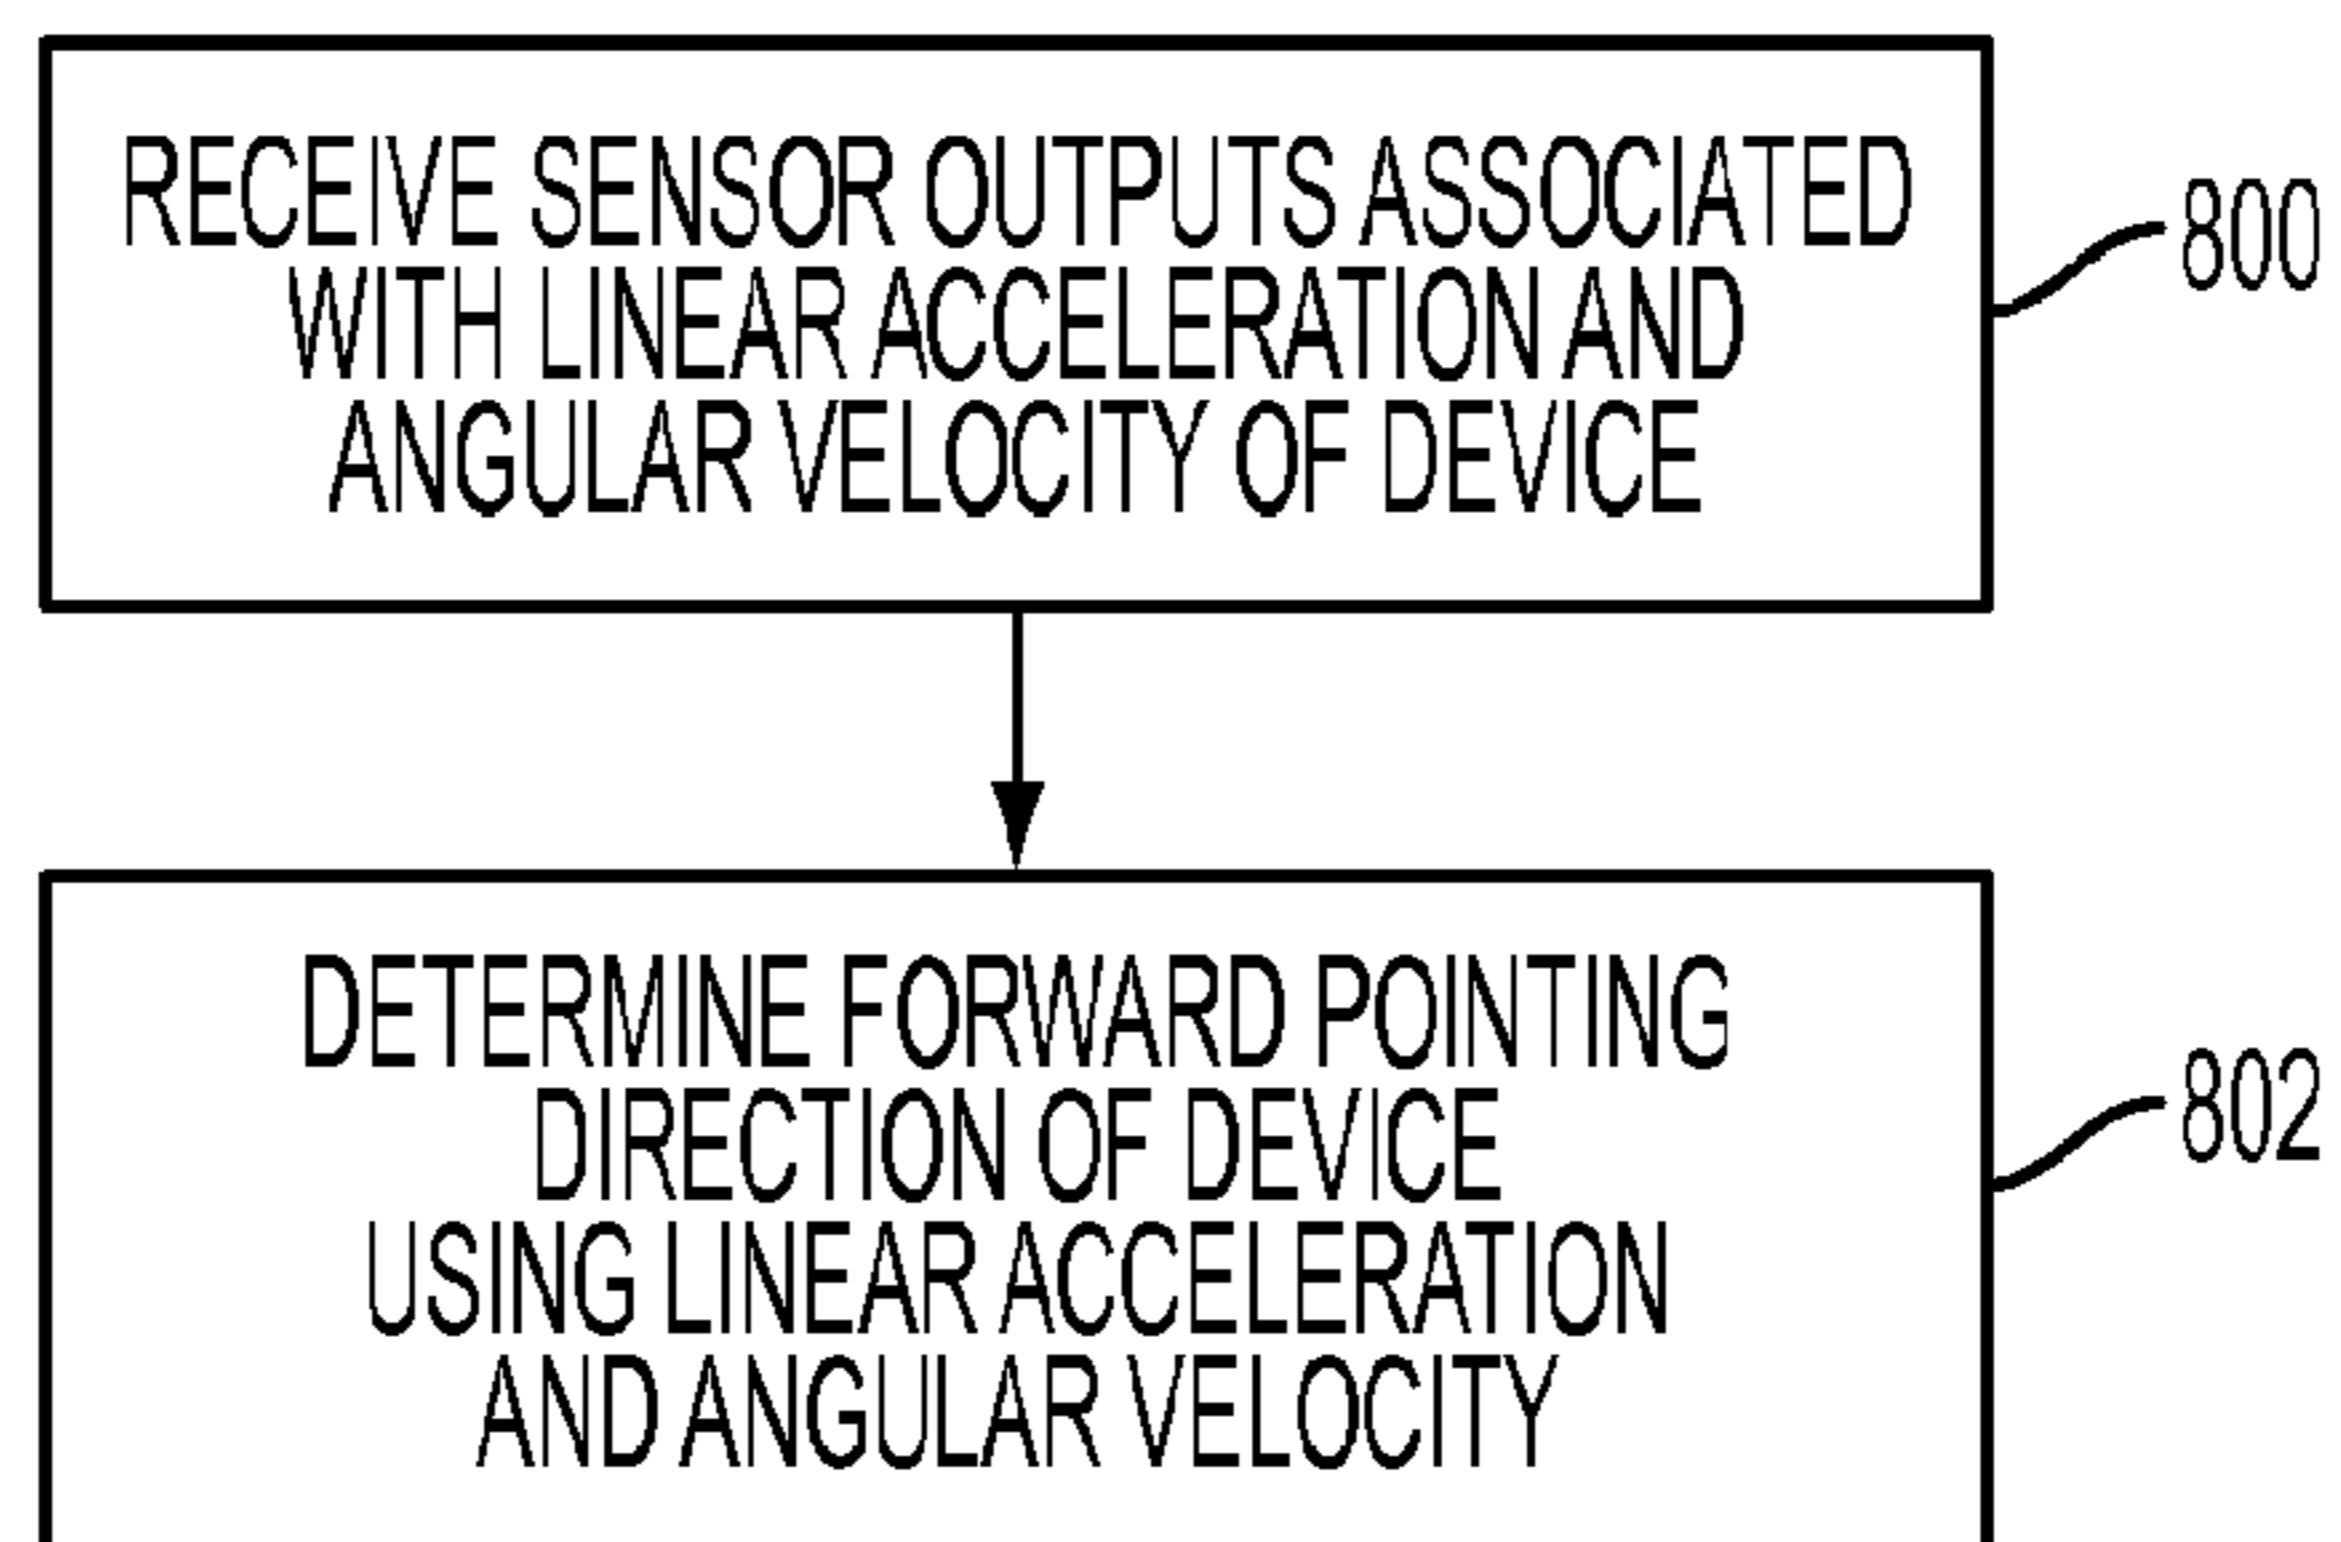 RECEIVE SENSOR OUTPUTS ASSOCIATED
WITH LINEAR ACCELERATION AND
ANGULAR VELOCITY OF DEVICE
800
DETERMINE FORWARD POINTING
DIRECTION OF DEVICE
USING LINEAR ACCELERATION
AND ANGULAR VELOCITY
802